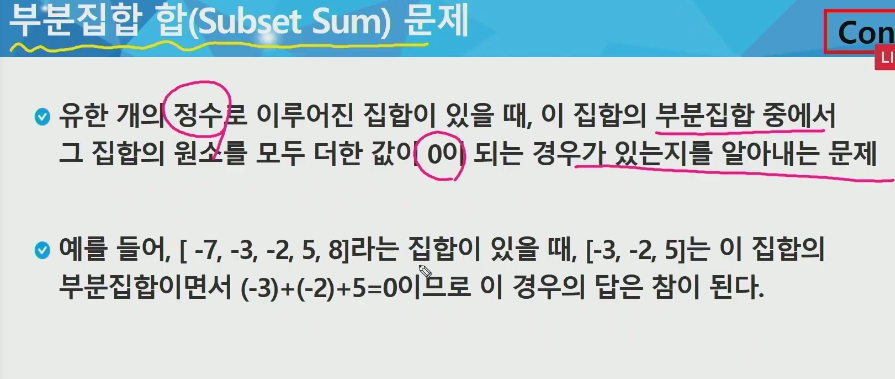 부분집합 합(Subset Sum) 문제
Con
LI
유한 개의 정수로 이루어진 집합이 있을 때, 이 집합의 부분집합 중에서
그 집합의 원소를 모두 더한 값이 0이 되는 경우가 있는지를 알아내는 문제
예를 들어, [ -7, -3, -2, 5, 8]라는 집합이 있을 때, [-3, -2, 5]는 이 집합의
부분집합이면서 (-3)+(-2)+5=0이므로 이 경우의 답은 참이 된다.